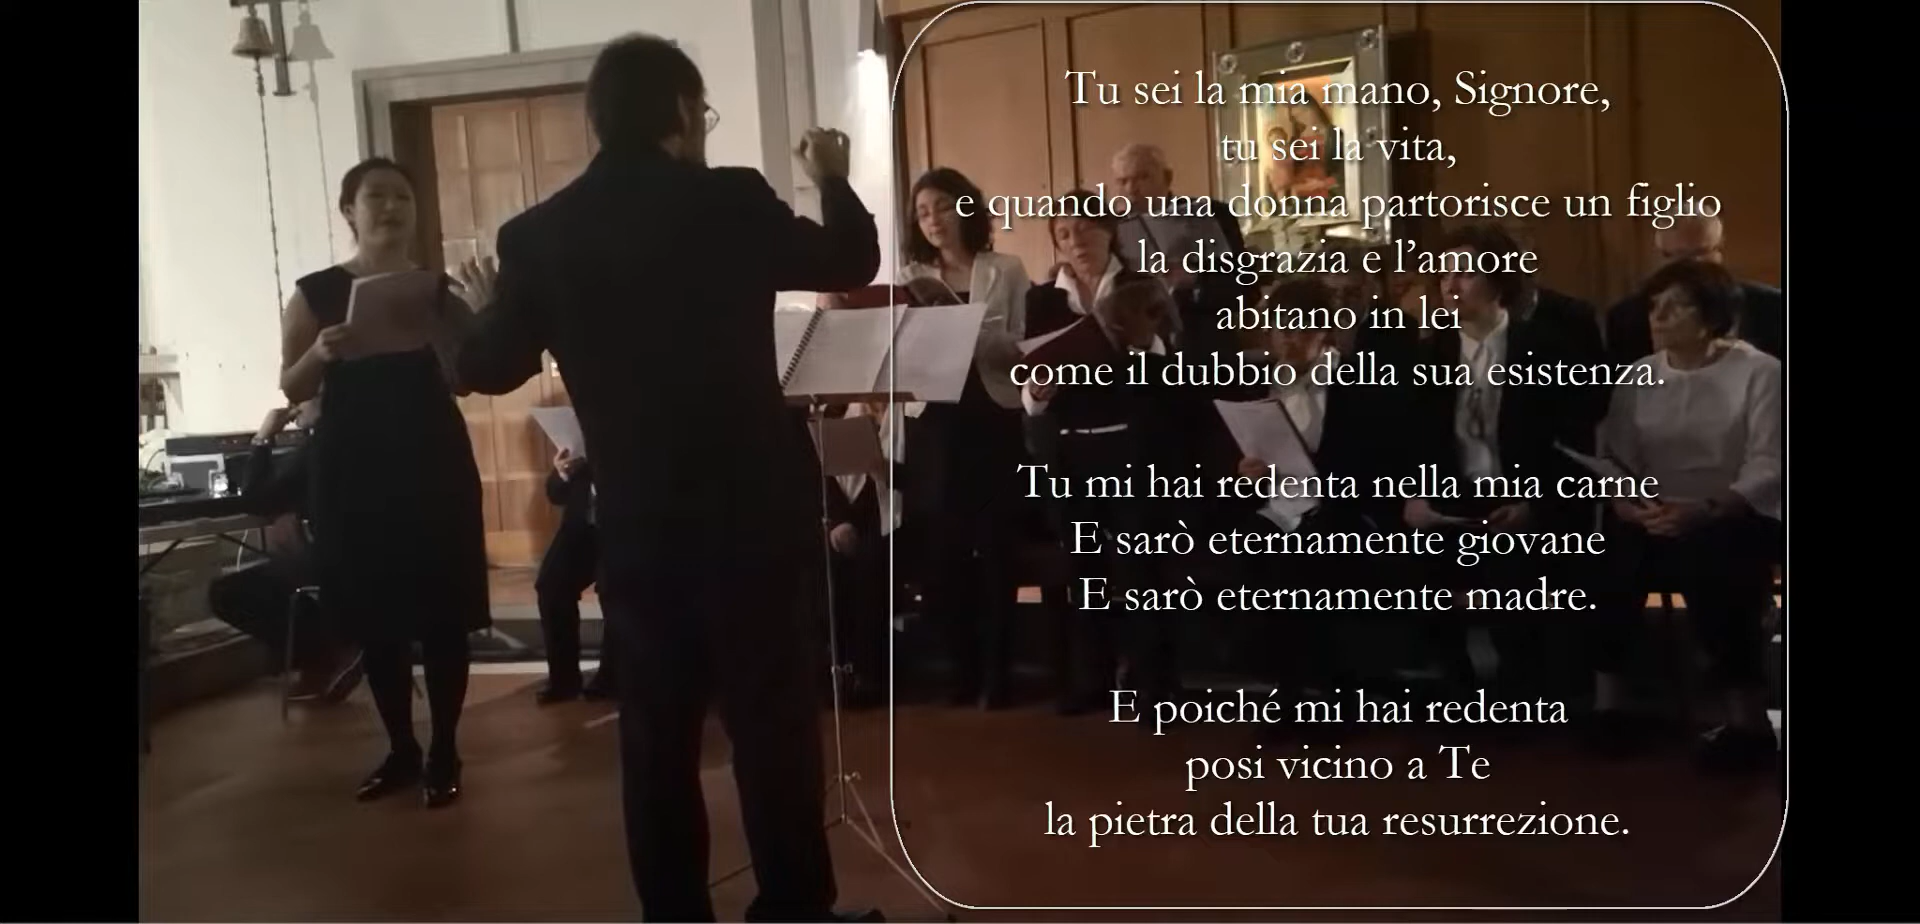 Tu sei la mia mano, Signore,
tu sei la vita,
e quando una donna partorisce un figlio
la disgrazia e l’amore
abitano in lei
come il dubbio della sua esistenza.
Tu mi hai redenta nella mia carne
E sarò eternamente giovane
E sarò eternamente madre.
E poiché mi hai redenta
posi vicino a Te
la pietra della tua resurrezione.